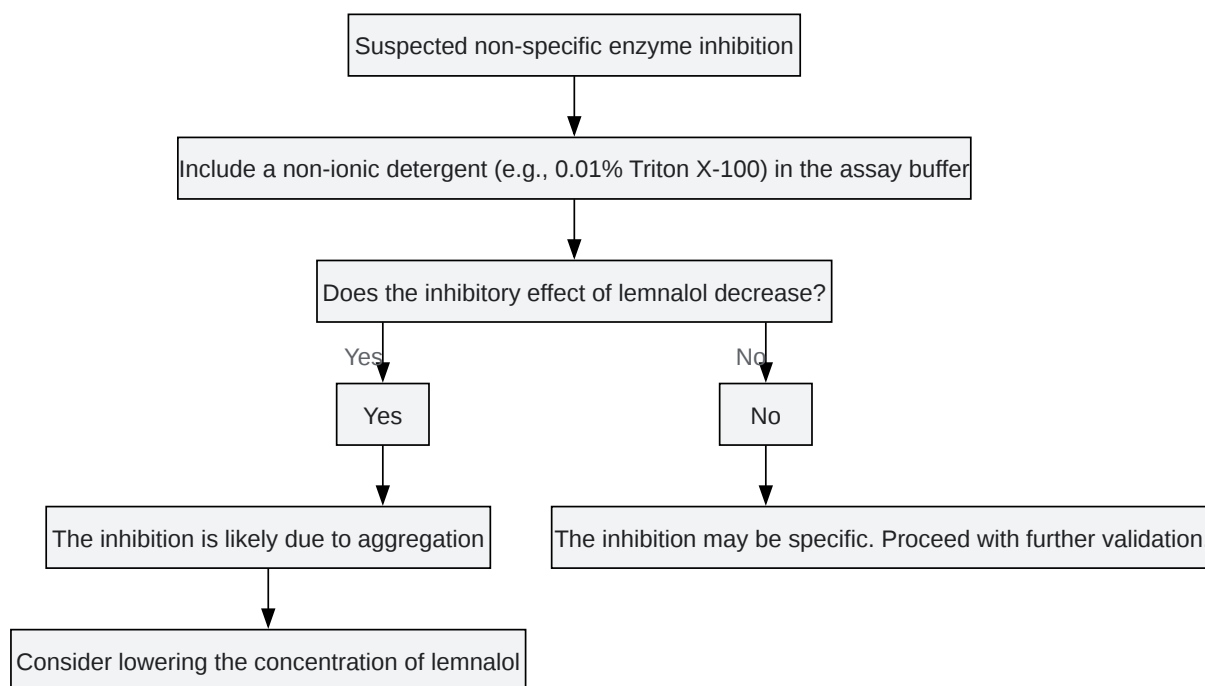 Suspected non-specific enzyme inhibition
Include a non-ionic detergent (e.g., 0.01% Triton X-100) in the assay buffer
Does the inhibitory effect of lemnalol decrease?
Yes
No
Yes
No
The inhibition is likely due to aggregation
The inhibition may be specific. Proceed with further validation.
Consider lowering the concentration of lemnalol